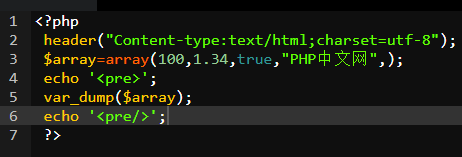 1 <?php
2 header("Content-type:text/html;charset=utf-8");
3 $array=array(100,1.34,true,"PHP中文网",);
4 echo '<pre>';
5 var_dump($array);
6 echo '<pre/>';
7 ?>